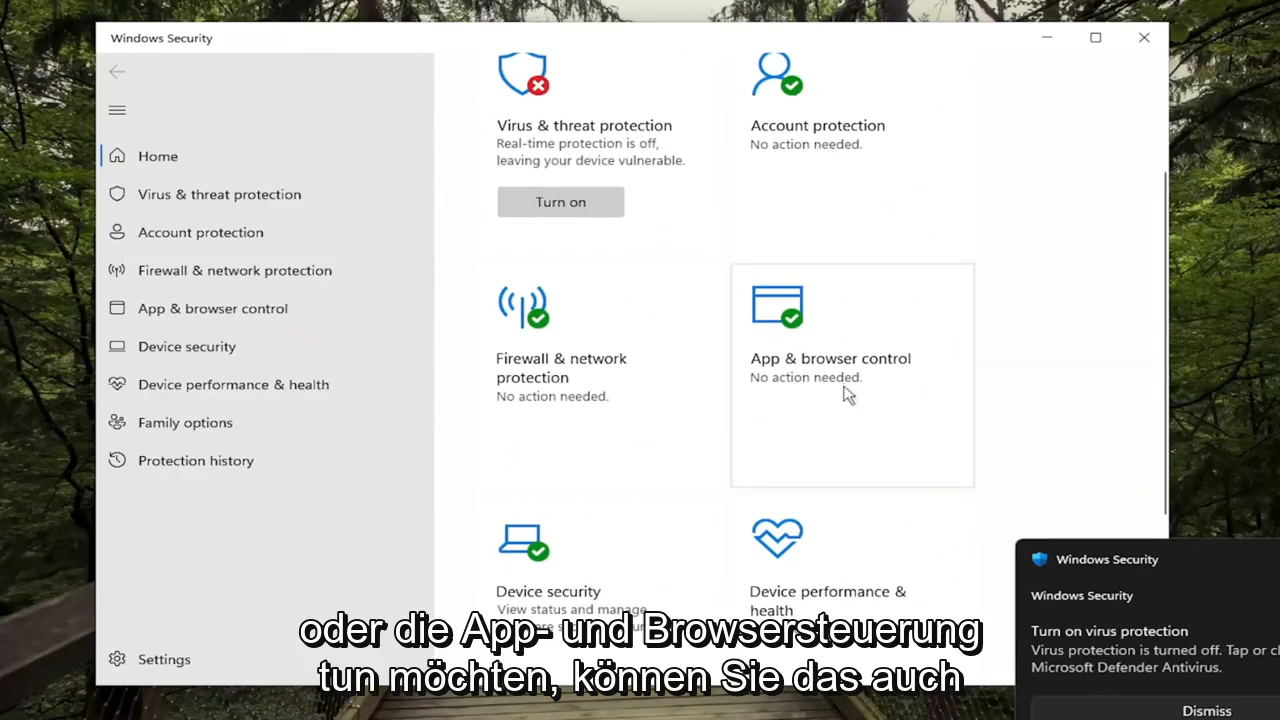 Windows Security
Home
Virus & threat protection
Account protection
Firewall & network protection
App & browser control
Device security
Device performance & health
Family options
Protection history
Settings
Virus & threat protection
Real-time protection is off,
leaving your device vulnerable.
Turn on
Account protection
No action needed.
Firewall & network
protection
No action needed.
App & browser control
No action needed.
Device security
View status and manage
Device performance &
health
Windows Security
Windows Security
Turn on virus protection
Virus protection is turned off. Tap or
Microsoft Defender Antivirus.
Dismiss
oder die App- und Browsersteuerung
tun möchten, können Sie das auch